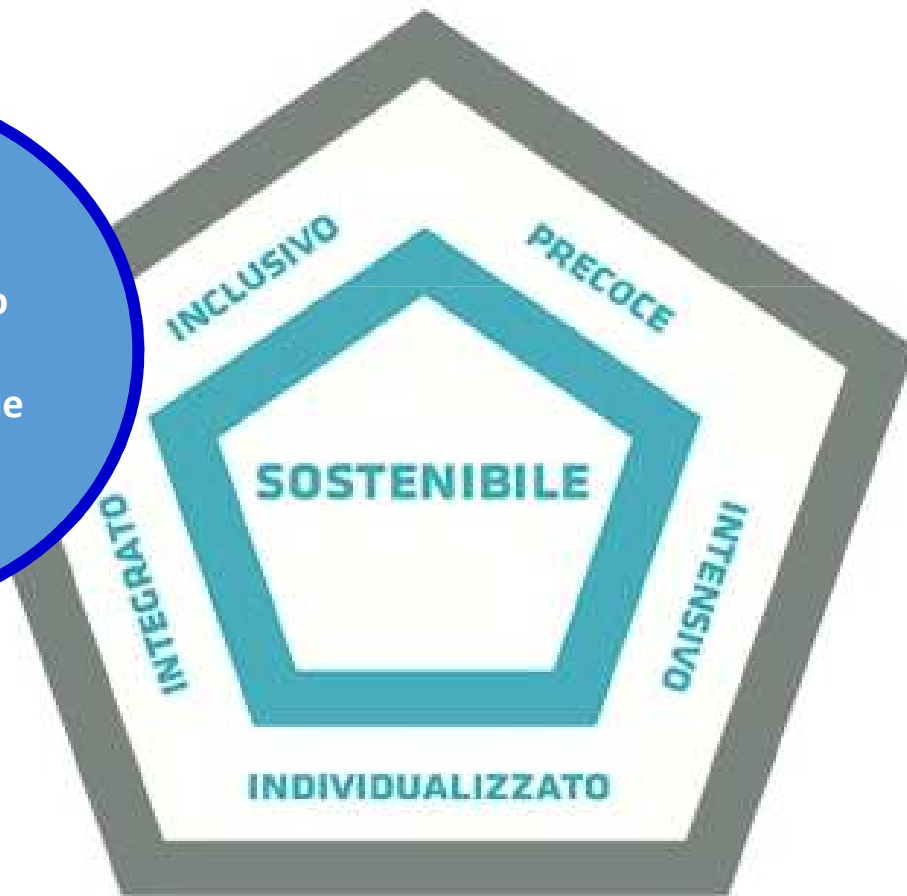 INCLUSIVO
PRECOCE
SOSTENIBILE
INTEGRATO
INTENSIVO
INDIVIDUALIZZATO